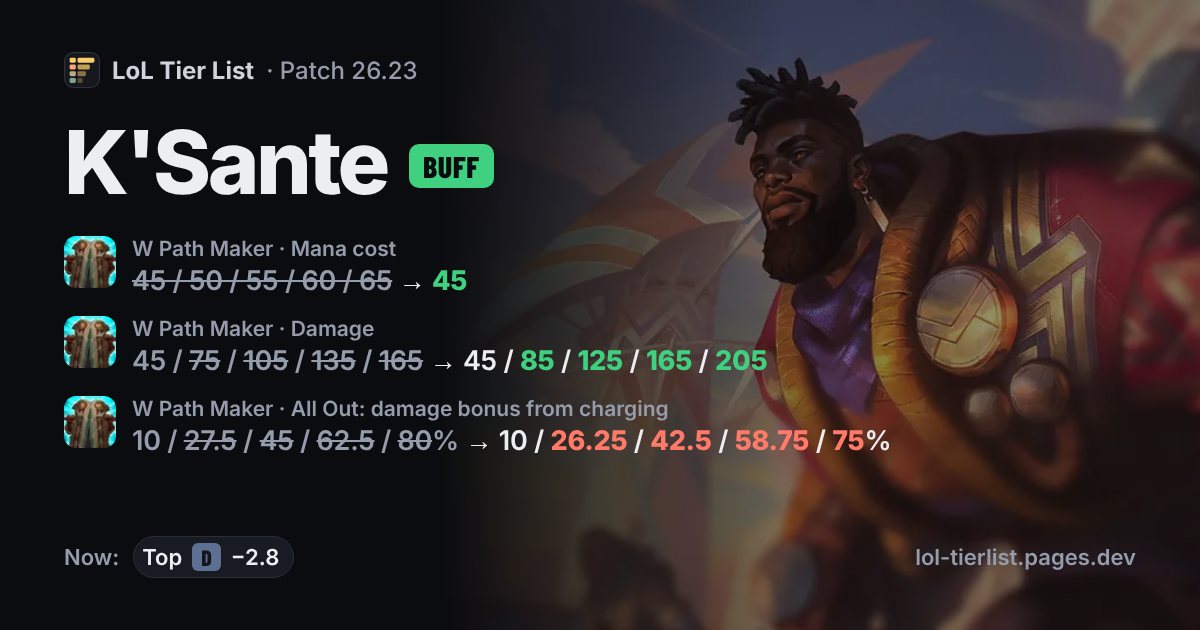 LoL Tier List · Patch 26.23
K'Sante BUFF
W Path Maker · Mana cost
45 / 50 / 55 / 60 / 65 → 45
W Path Maker · Damage
45 / 75 / 105 / 135 / 165 → 45 / 85 / 125 / 165 / 205
W Path Maker · All Out: damage bonus from charging
10 / 27.5 / 45 / 62.5 / 80% → 10 / 26.25 / 42.5 / 58.75 / 75%
Now: Top D −2.8
lol-tierlist.pages.dev